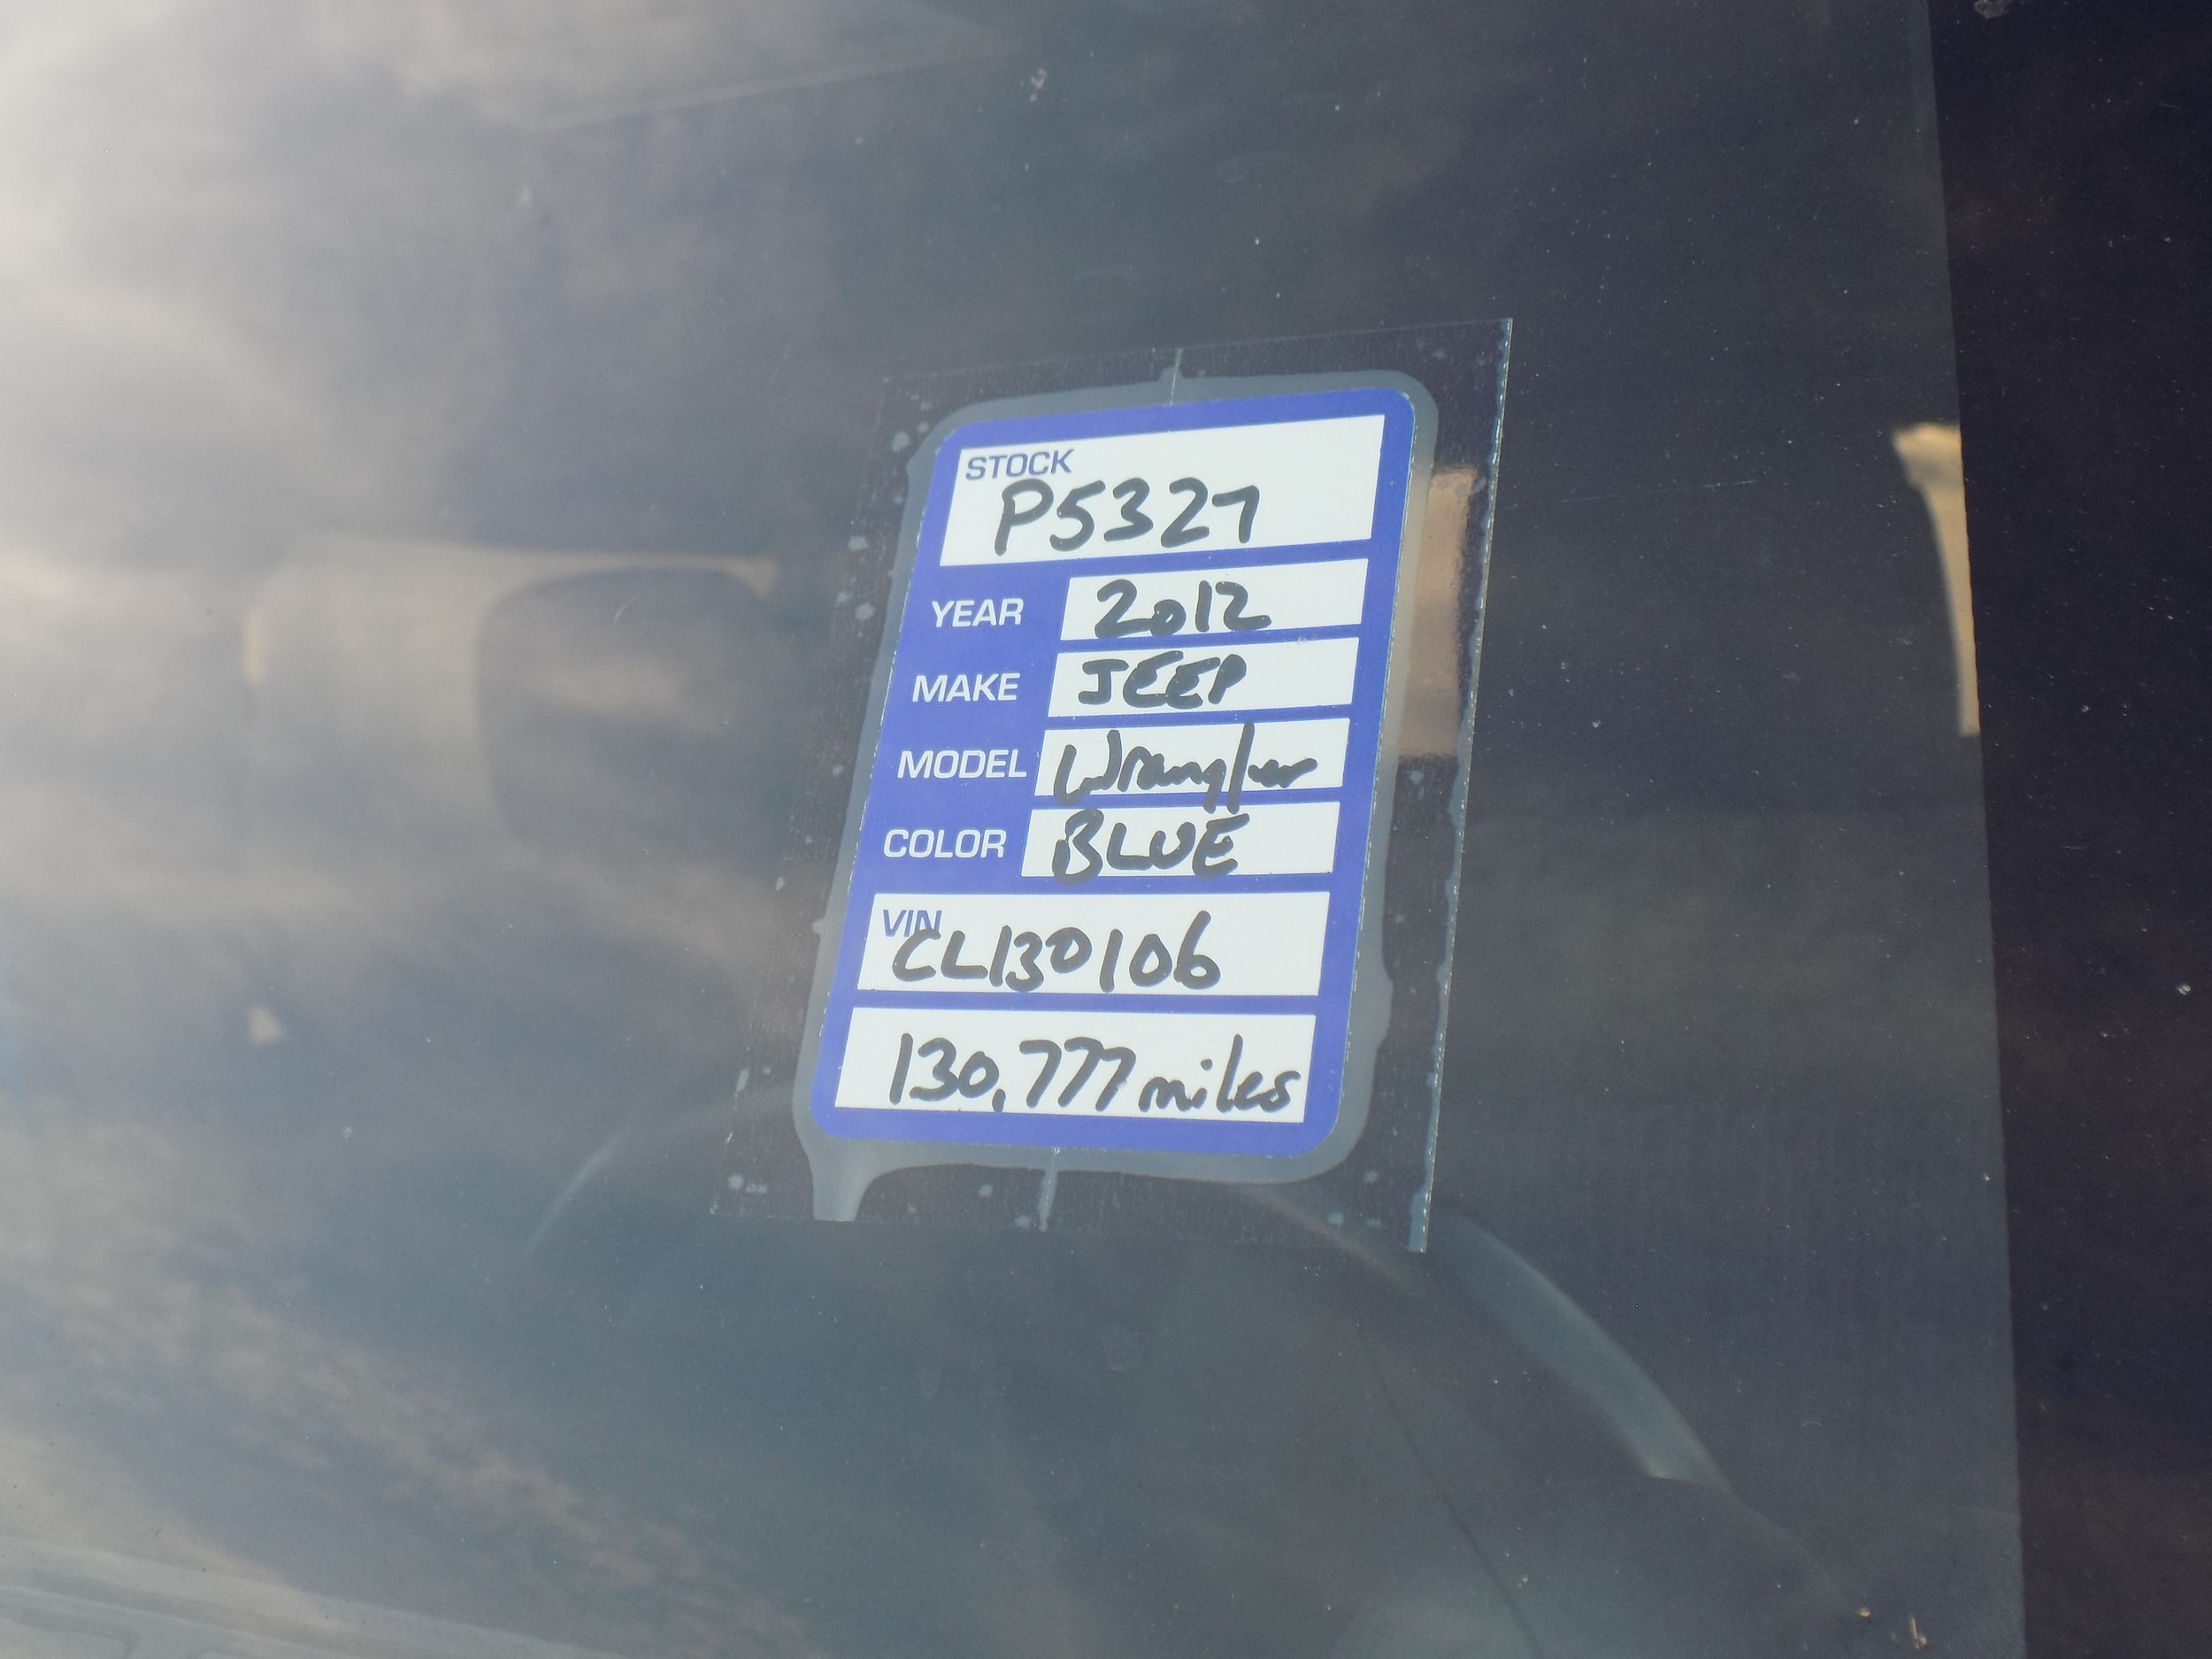 STOCK
P5327
YEAR 2012
MAKE JEEP
MODEL Wrangler
COLOR BLUE
VIN
CL130106
130,777 miles